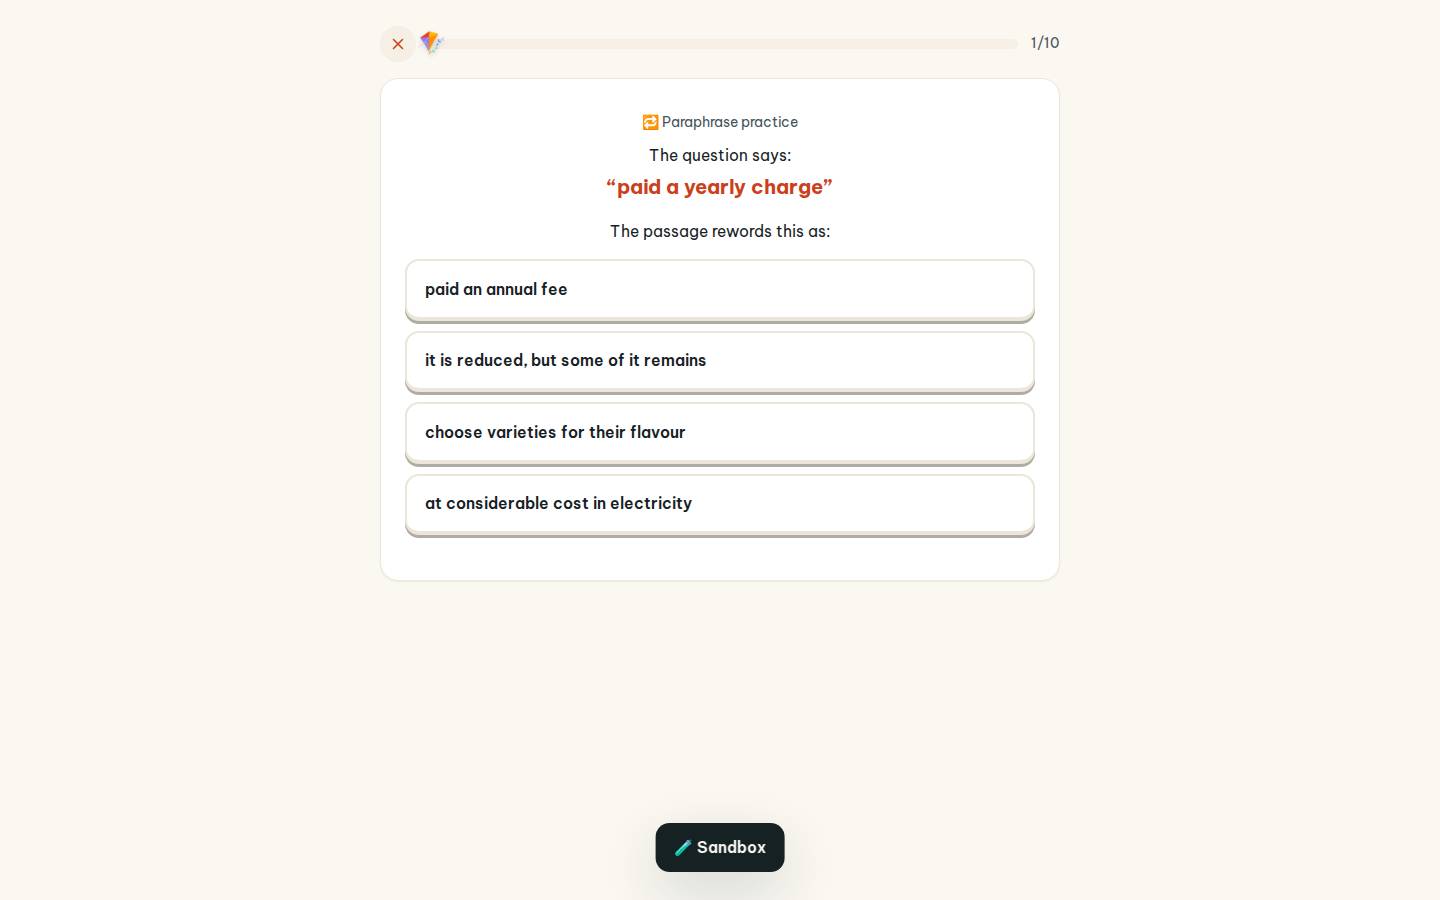 1/10
🔁 Paraphrase practice
The question says:
“paid a yearly charge”
The passage rewords this as:
paid an annual fee
it is reduced, but some of it remains
choose varieties for their flavour
at considerable cost in electricity
🧪 Sandbox